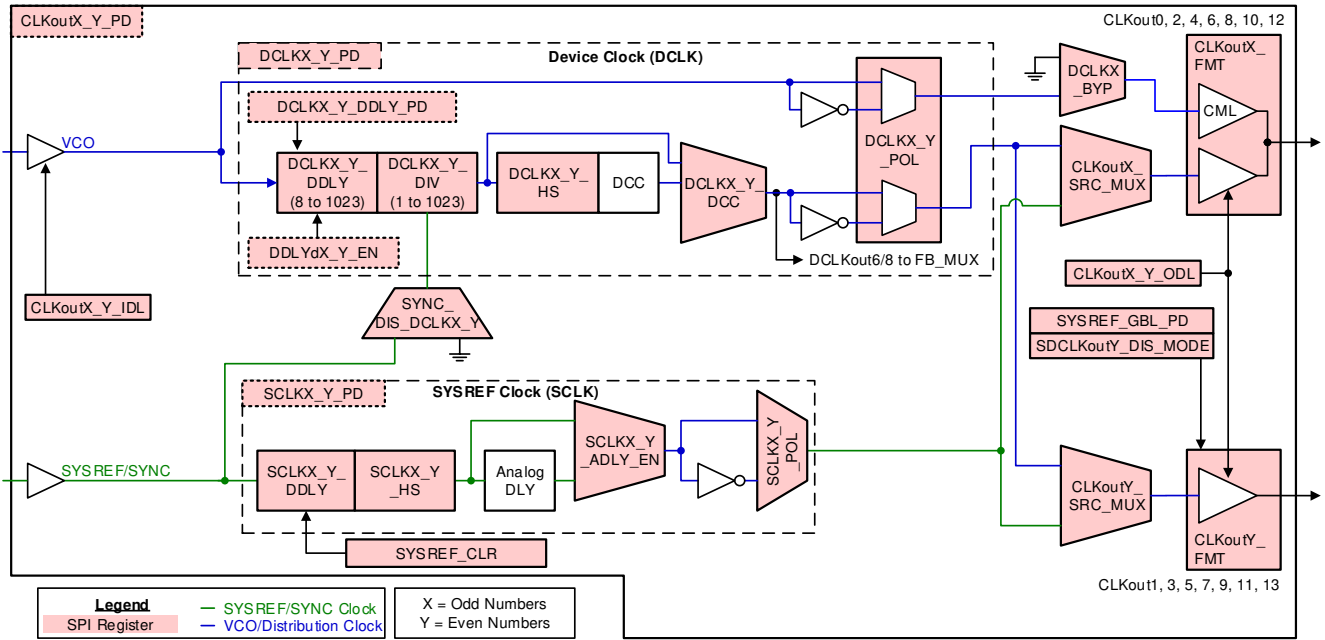 CLKoutX_Y_PD
CLKout0, 2, 4, 6, 8, 10, 12
DCLKX_Y_PD
Device Clock (DCLK)
DCLKX_Y_DDLY_PD
VCO
DCLKX_Y_
DDLY
(8 to 1023)
DCLKX_Y_
DIV
(1 to 1023)
DCLKX_Y_
HS
DCC
DCLKX_Y_
DCC
DCLKX_Y
_POL
DCLKX
_BYP
CLKoutX_
FMT
CML
CLKoutX_
SRC_MUX
DDLYdX_Y_EN
DCLKout6/8 to FB_MUX
CLKoutX_Y_IDL
SYNC_
DIS_DCLKX_Y
CLKoutX_Y_ODL
SYSREF_GBL_PD
SDCLKoutY_DIS_MODE
SCLKX_Y_PD
SYSREF Clock (SCLK)
SYSREF/SYNC
SCLKX_Y_
DDLY
SCLKX_Y
_HS
Analog
DLY
SCLKX_Y
_ADLY_EN
SCLKX_Y
_POL
CLKoutY_
SRC_MUX
CLKoutY_
FMT
SYSREF_CLR
CLKout1, 3, 5, 7, 9, 11, 13
Legend
SPI Register
SYSREF/SYNC Clock
VCO/Distribution Clock
X = Odd Numbers
Y = Even Numbers